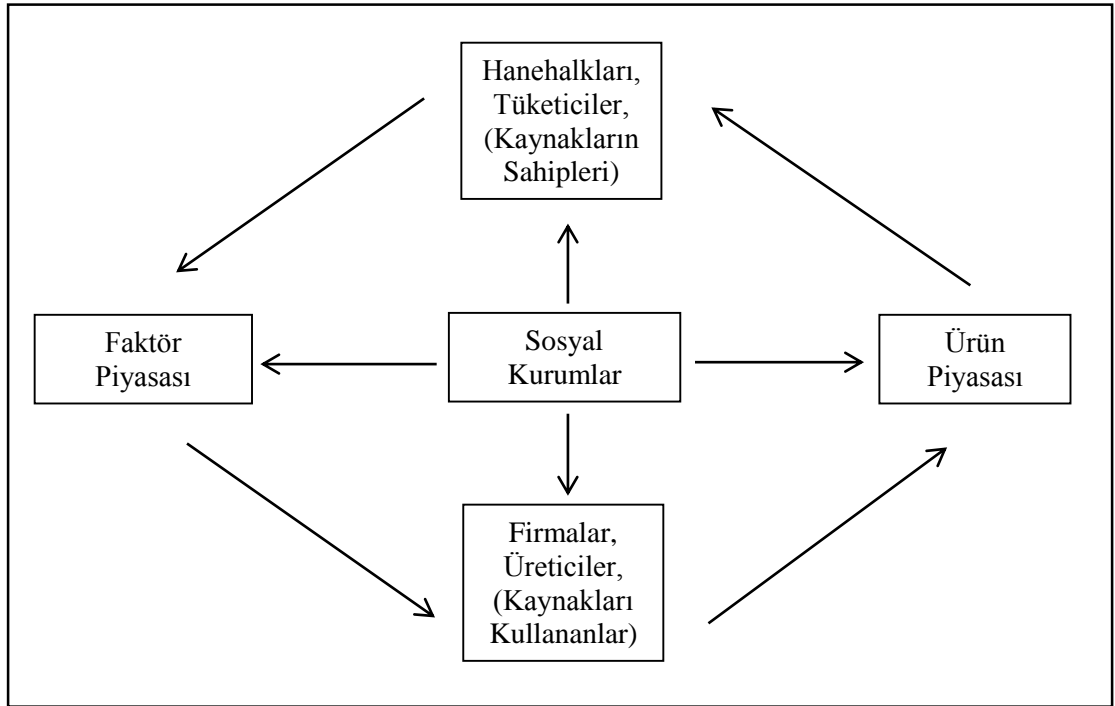 Hanehalkları,
Tüketiciler,
(Kaynakların
Sahipleri)
Faktör
Piyasası
Sosyal
Kurumlar
Ürün
Piyasası
Firmalar,
Üreticiler,
(Kaynakları
Kullananlar)